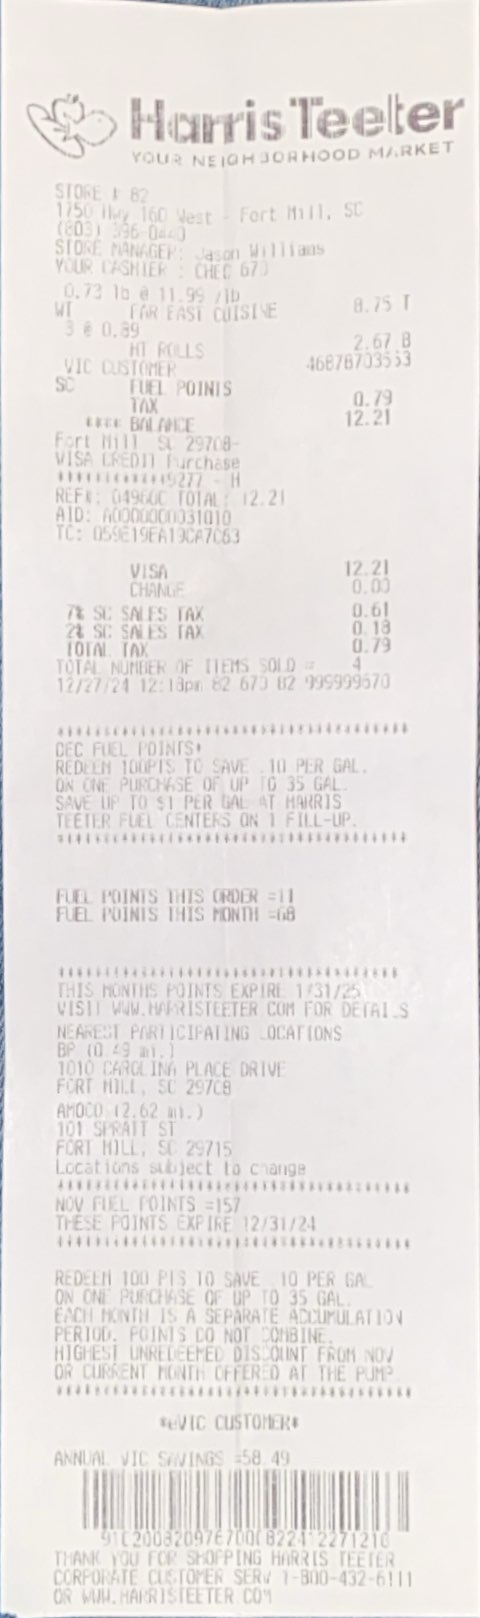 Harris Teeter
YOUR NEIGHBORHOOD MARKET
STORE # 82
1750 Hwy 160 West - Fort Mill, SC
(803) 396-0440
STORE MANAGER: Jason Williams
YOUR CASHIER : CHEC 673
0.73 lb @ 11.99 /lb
WT FAR EAST CUISINE 8.75 T
3 @ 0.89
HT ROLLS 2.67 B
VIC CUSTOMER 46878703553
SC FUEL POINTS
TAX 0.79
**** BALANCE 12.21
Fort Mill SC 29708-
VISA CREDIT Purchase
************9277 - H
REF#: 04960C TOTAL: 12.21
AID: A0000000031010
TC: 059E19EA19CA7C63
VISA 12.21
CHANGE 0.00
7% SC SALES TAX 0.61
2% SC SALES TAX 0.18
TOTAL TAX 0.79
TOTAL NUMBER OF ITEMS SOLD = 4
12/27/24 12:18pm 82 673 82 999999670
****************************************
DEC FUEL POINTS*
REDEEM 100PTS TO SAVE .10 PER GAL.
ON ONE PURCHASE OF UP TO 35 GAL.
SAVE UP TO $1 PER GAL AT HARRIS
TEETER FUEL CENTERS ON 1 FILL-UP.
****************************************
FUEL POINTS THIS ORDER =11
FUEL POINTS THIS MONTH =68
****************************************
THIS MONTHS POINTS EXPIRE 1/31/25
VISIT WWW.HARRISTEETER COM FOR DETAILS
NEAREST PARTICIPATING LOCATIONS
BP (0.49 mi.)
1010 CAROLINA PLACE DRIVE
FORT MILL, SC 29708
AMOCO (2.62 mi.)
101 SPRATT ST
FORT MILL, SC 29715
Locations subject to change
****************************************
NOV FUEL POINTS =157
THESE POINTS EXPIRE 12/31/24
****************************************
REDEEM 100 PTS TO SAVE .10 PER GAL
ON ONE PURCHASE OF UP TO 35 GAL.
EACH MONTH IS A SEPARATE ACCUMULATION
PERIOD. POINTS DO NOT COMBINE.
HIGHEST UNREDEEMED DISCOUNT FROM NOV
OR CURRENT MONTH OFFERED AT THE PUMP
****************************************
*eVIC CUSTOMER*
ANNUAL VIC SAVINGS =58.49
THANK YOU FOR SHOPPING HARRIS TEETER
CORPORATE CUSTOMER SERV 1-800-432-6111
OR WWW.HARRISTEETER.COM